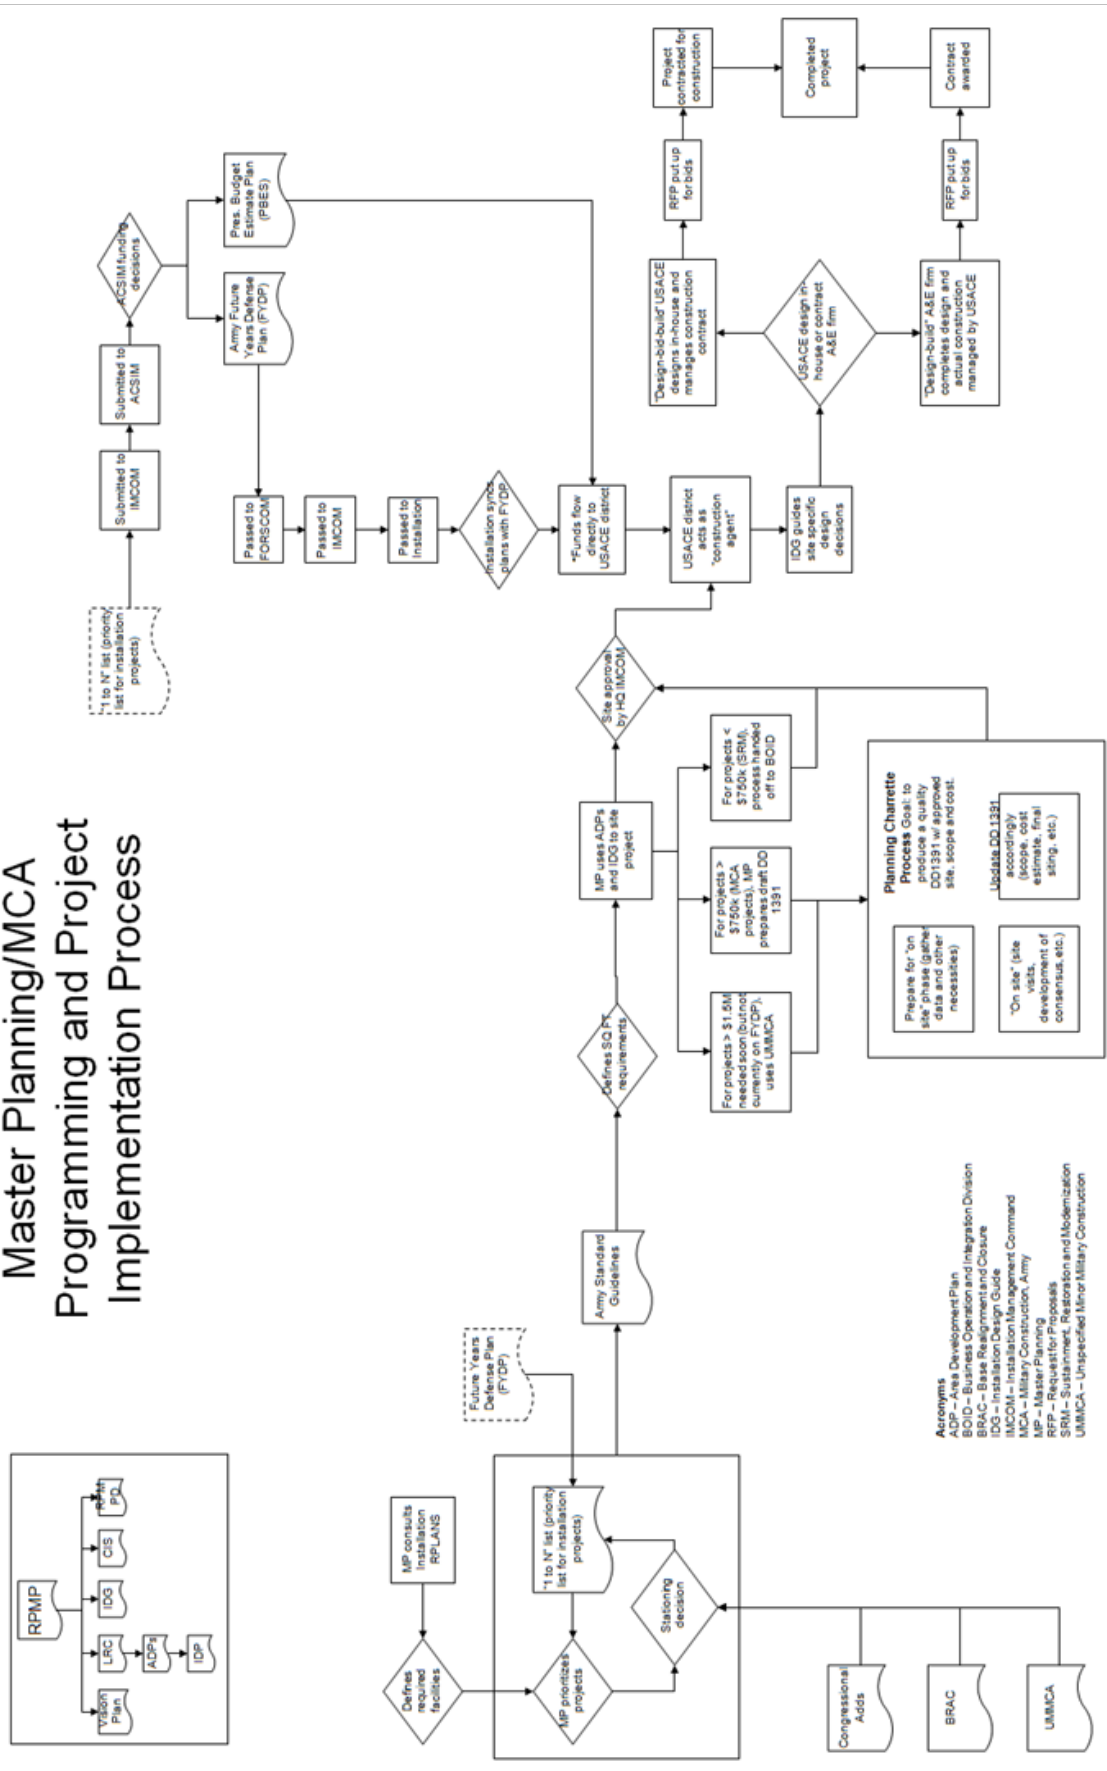 Master Planning/MCA
Programming and Project
Implementation Process
RPMP
Vision
Plan
LRC
IDG
CIS
RPM
PD
ADPs
IDP
"1 to N" list (priority
list for installation
projects)
Submitted to
IMCOM
Submitted to
ACSIM
ACSIM funding
decisions
Army Future
Years Defense
Plan (FYDP)
Pres. Budget
Estimate Plan
(PBES)
Passed to
FORSCOM
Passed to
IMCOM
Passed to
Installation
Installation syncs
plans with FYDP
*Funds flow
directly to
USACE district
USACE district
acts as
"construction
agent"
IDG guides
site specific
design
decisions
USACE design in-
house or contract
A&E firm
"Design-bid-build" USACE
designs in-house and
manages construction
contract
RFP put up
for bids
Project
contracted for
construction
Completed
project
"Design-build" A&E firm
completes design and
actual construction
managed by USACE
RFP put up
for bids
Contract
awarded
MP consults
Installation
RPLANS
Defines
required
facilities
Future Years
Defense Plan
(FYDP)
MP prioritizes
projects
"1 to N" list (priority
list for installation
projects)
Stationing
decision
Congressional
Adds
BRAC
UMMCA
Army Standard
Guidelines
Defines SQ FT
requirements
MP uses ADPs
and IDG to site
project
Site approval
by HQ IMCOM
For projects > $1.5M
needed soon (but not
currently on FYDP),
uses UMMCA
For projects >
$750k (MCA
projects), MP
prepares draft DD
1391
For projects <
$750k (SRM),
process handed
off to BOID
Planning Charrette
Process Goal: to
produce a quality
DD1391 w/ approved
site, scope and cost.
Prepare for "on
site" phase (gather
data and other
necessities)
"On site" (site
visits,
development of
consensus, etc.)
Update DD 1391
accordingly
(scope, cost
estimate, final
siting, etc.)
Acronyms
ADP – Area Development Plan
BOID – Business Operation and Integration Division
BRAC – Base Realignment and Closure
IDG – Installation Design Guide
IMCOM – Installation Management Command
MCA – Military Construction, Army
MP – Master Planning
RFP – Request for Proposals
SRM – Sustainment, Restoration and Modernization
UMMCA – Unspecified Minor Military Construction